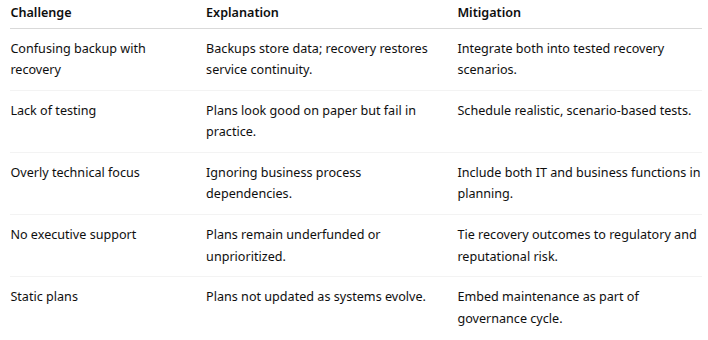 Challenge Explanation Mitigation
Confusing backup with Backups store data; recovery restores Integrate both into tested recovery
recovery service continuity. scenarios.
Lack of testing Plans look good on paper but fail in Schedule realistic, scenario-based tests.
practice.
Overly technical focus Ignoring business process Include both IT and business functions in
dependencies. planning.
No executive support Plans remain underfunded or Tie recovery outcomes to regulatory and
unprioritized. reputational risk.
Static plans Plans not updated as systems evolve. Embed maintenance as part of
governance cycle.